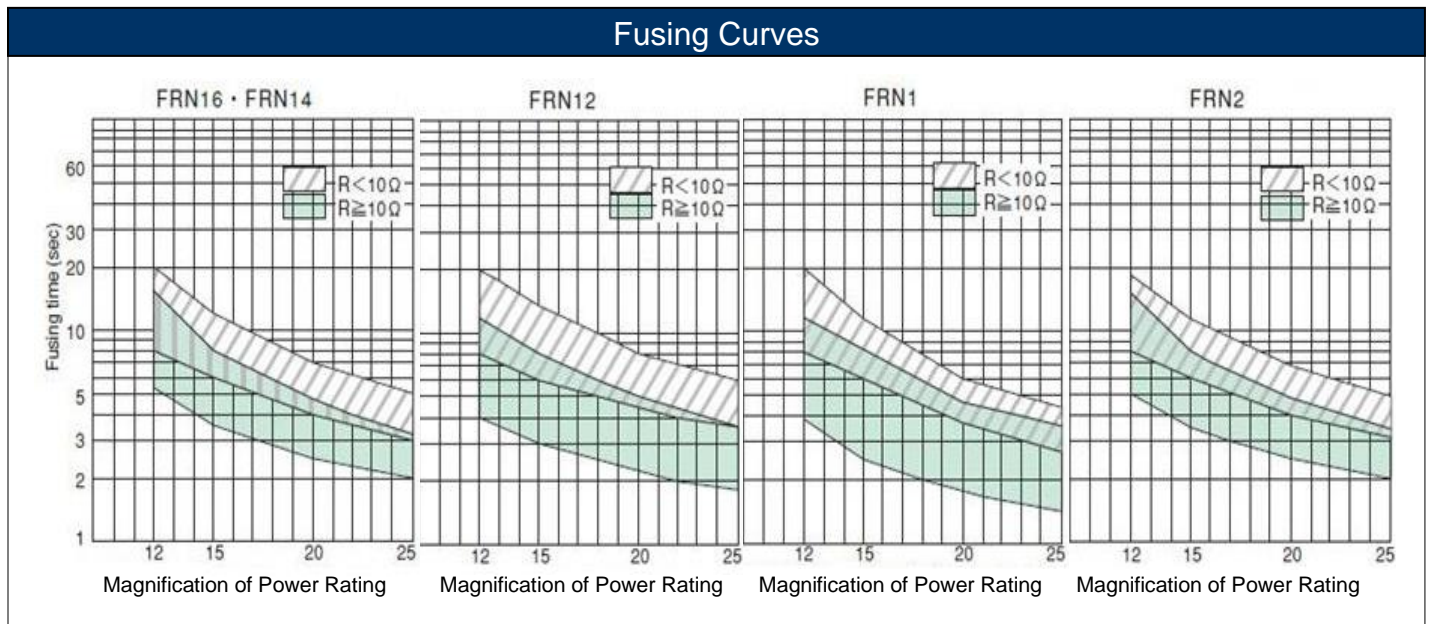 Fusing Curves
FRN16・FRN14
FRN12
FRN1
FRN2
R<10Ω
R≧10Ω
R<10Ω
R≧10Ω
R<10Ω
R≧10Ω
R<10Ω
R≧10Ω
Fusing time (sec)
60
30
20
10
5
3
2
1
12 15 20 25
12 15 20 25
12 15 20 25
12 15 20 25
Magnification of Power Rating
Magnification of Power Rating
Magnification of Power Rating
Magnification of Power Rating